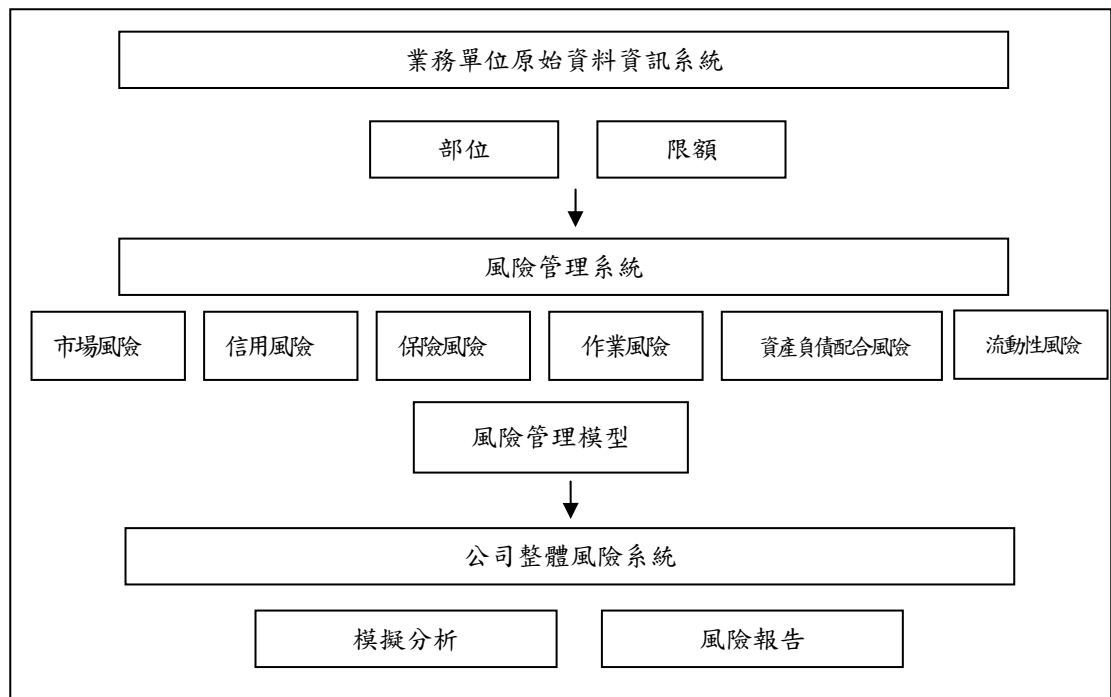 業務單位原始資料資訊系統
部位
限額
風險管理系統
市場風險
信用風險
保險風險
作業風險
資產負債配合風險
流動性風險
風險管理模型
公司整體風險系統
模擬分析
風險報告